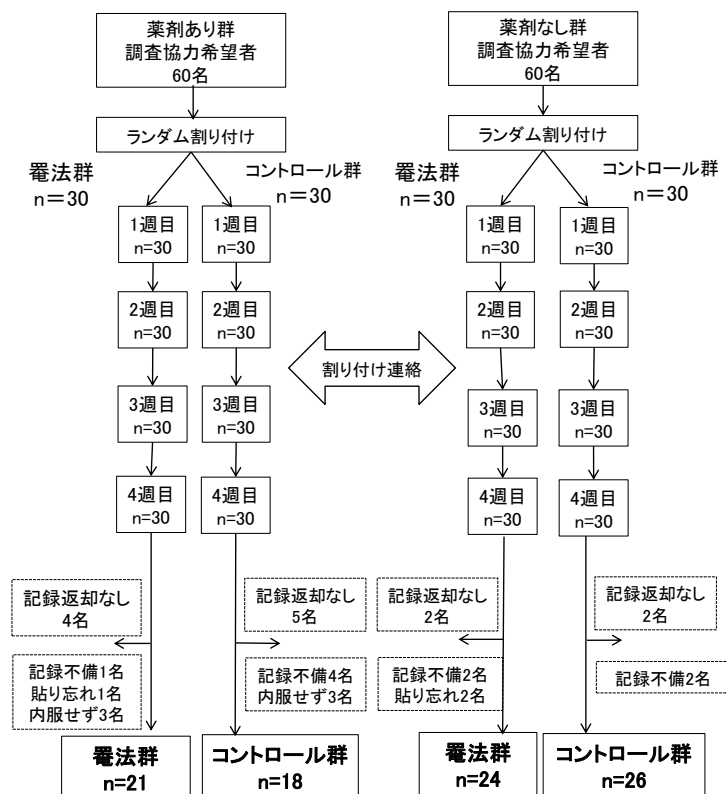 薬剤あり群
調査協力希望者
60名
ランダム割り付け
罨法群
n＝30
コントロール群
n＝30
1週目
n=30
1週目
n=30
2週目
n=30
2週目
n=30
3週目
n=30
3週目
n=30
4週目
n=30
4週目
n=30
記録返却なし
4名
記録返却なし
5名
記録不備1名
貼り忘れ1名
内服せず3名
記録不備4名
内服せず3名
罨法群
n=21
コントロール群
n=18
割り付け連絡
薬剤なし群
調査協力希望者
60名
ランダム割り付け
罨法群
n＝30
コントロール群
n＝30
1週目
n=30
1週目
n=30
2週目
n=30
2週目
n=30
3週目
n=30
3週目
n=30
4週目
n=30
4週目
n=30
記録返却なし
2名
記録返却なし
2名
記録不備2名
貼り忘れ2名
記録不備2名
罨法群
n=24
コントロール群
n=26